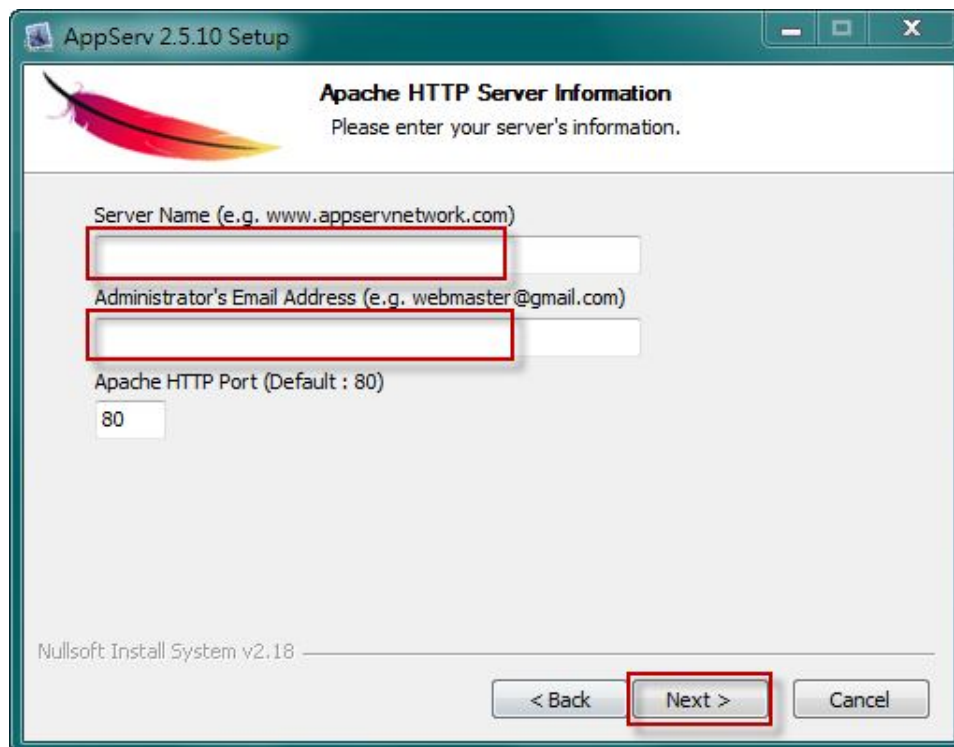 AppServ 2.5.10 Setup
Apache HTTP Server Information
Please enter your server's information.
Server Name (e.g. www.appservnetwork.com)
Administrator's Email Address (e.g. webmaster@gmail.com)
Apache HTTP Port (Default : 80)
80
Nullsoft Install System v2.18
< Back Next > Cancel